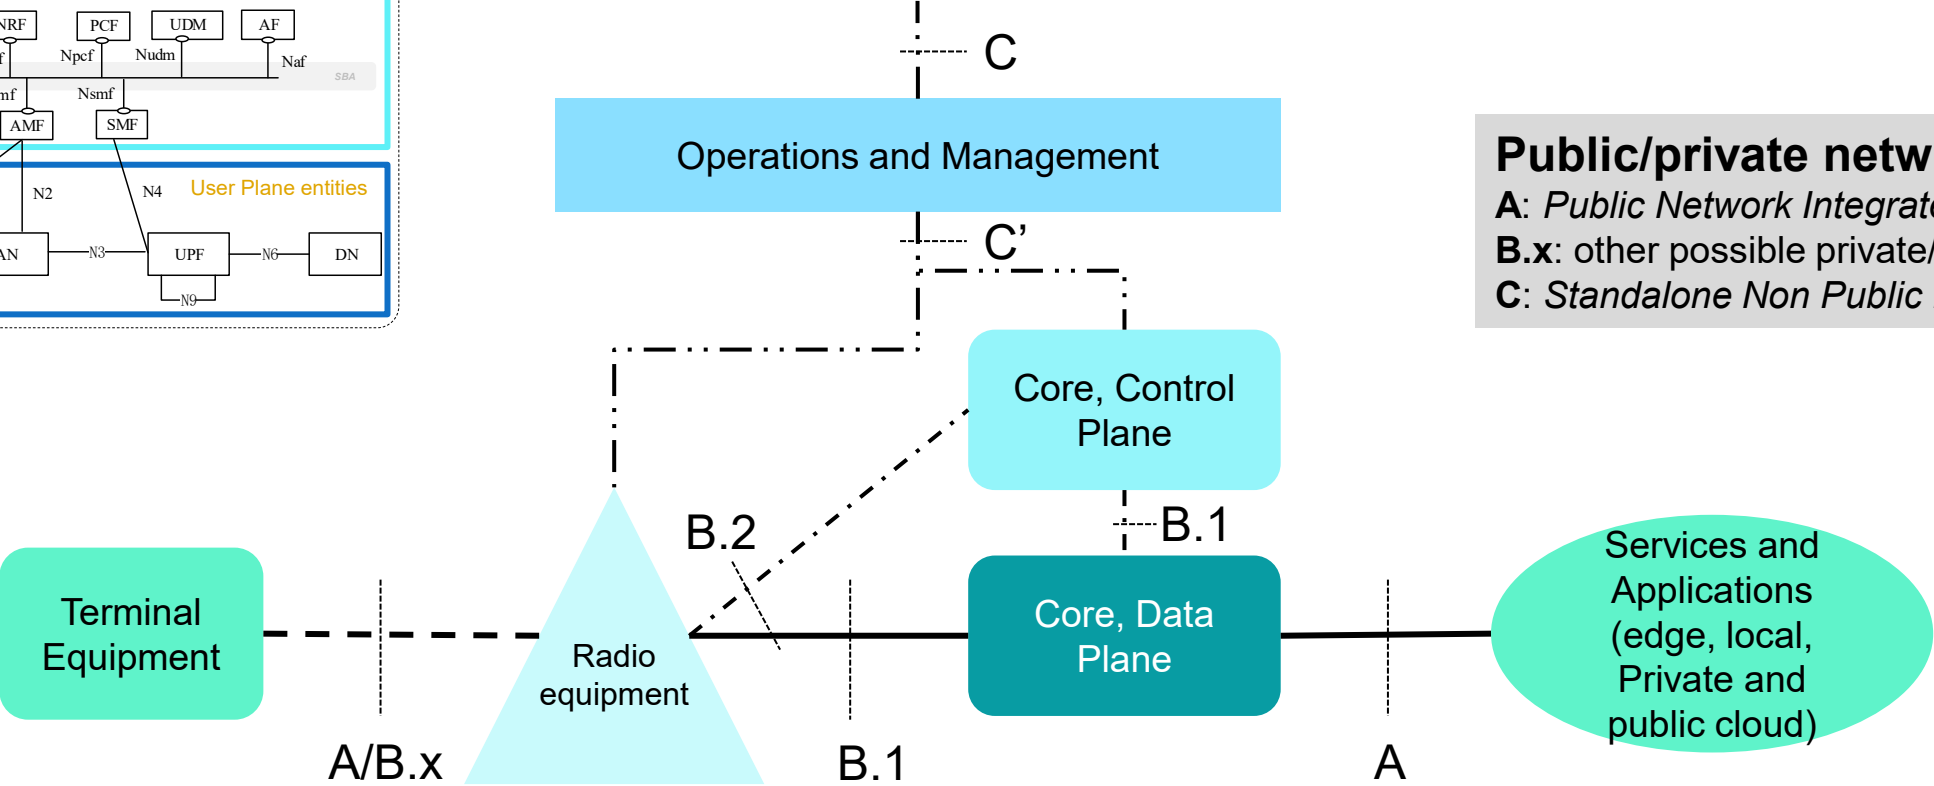 NRF
PCF
UDM
AF
Npcf
Nudm
Naf
SBA
Nsmf
AMF
SMF
N2
N4
User Plane entities
AN
N3
UPF
N6
DN
N9
C
Operations and Management
C’
Public/private netw
A: Public Network Integrate
B.x: other possible private/
C: Standalone Non Public
Core, Control
Plane
B.2
B.1
Terminal
Equipment
Radio
equipment
Core, Data
Plane
Services and
Applications
(edge, local,
Private and
public cloud)
A/B.x
B.1
A